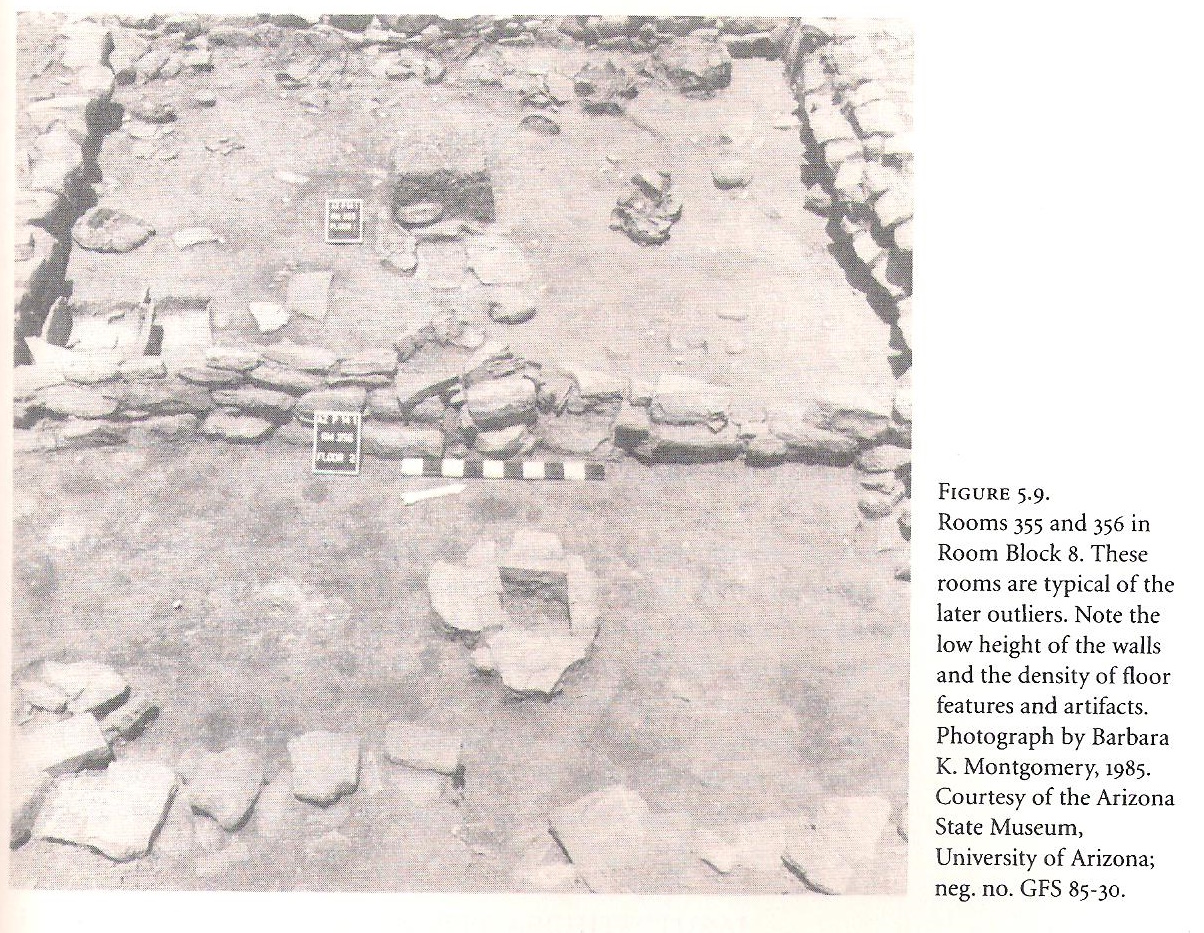 FLOOR 2
FIGURE 5.9.
Rooms 355 and 356 in
Room Block 8. These
rooms are typical of the
later outliers. Note the
low height of the walls
and the density of floor
features and artifacts.
Photograph by Barbara
K. Montgomery, 1985.
Courtesy of the Arizona
State Museum,
University of Arizona;
neg. no. GFS 85-30.